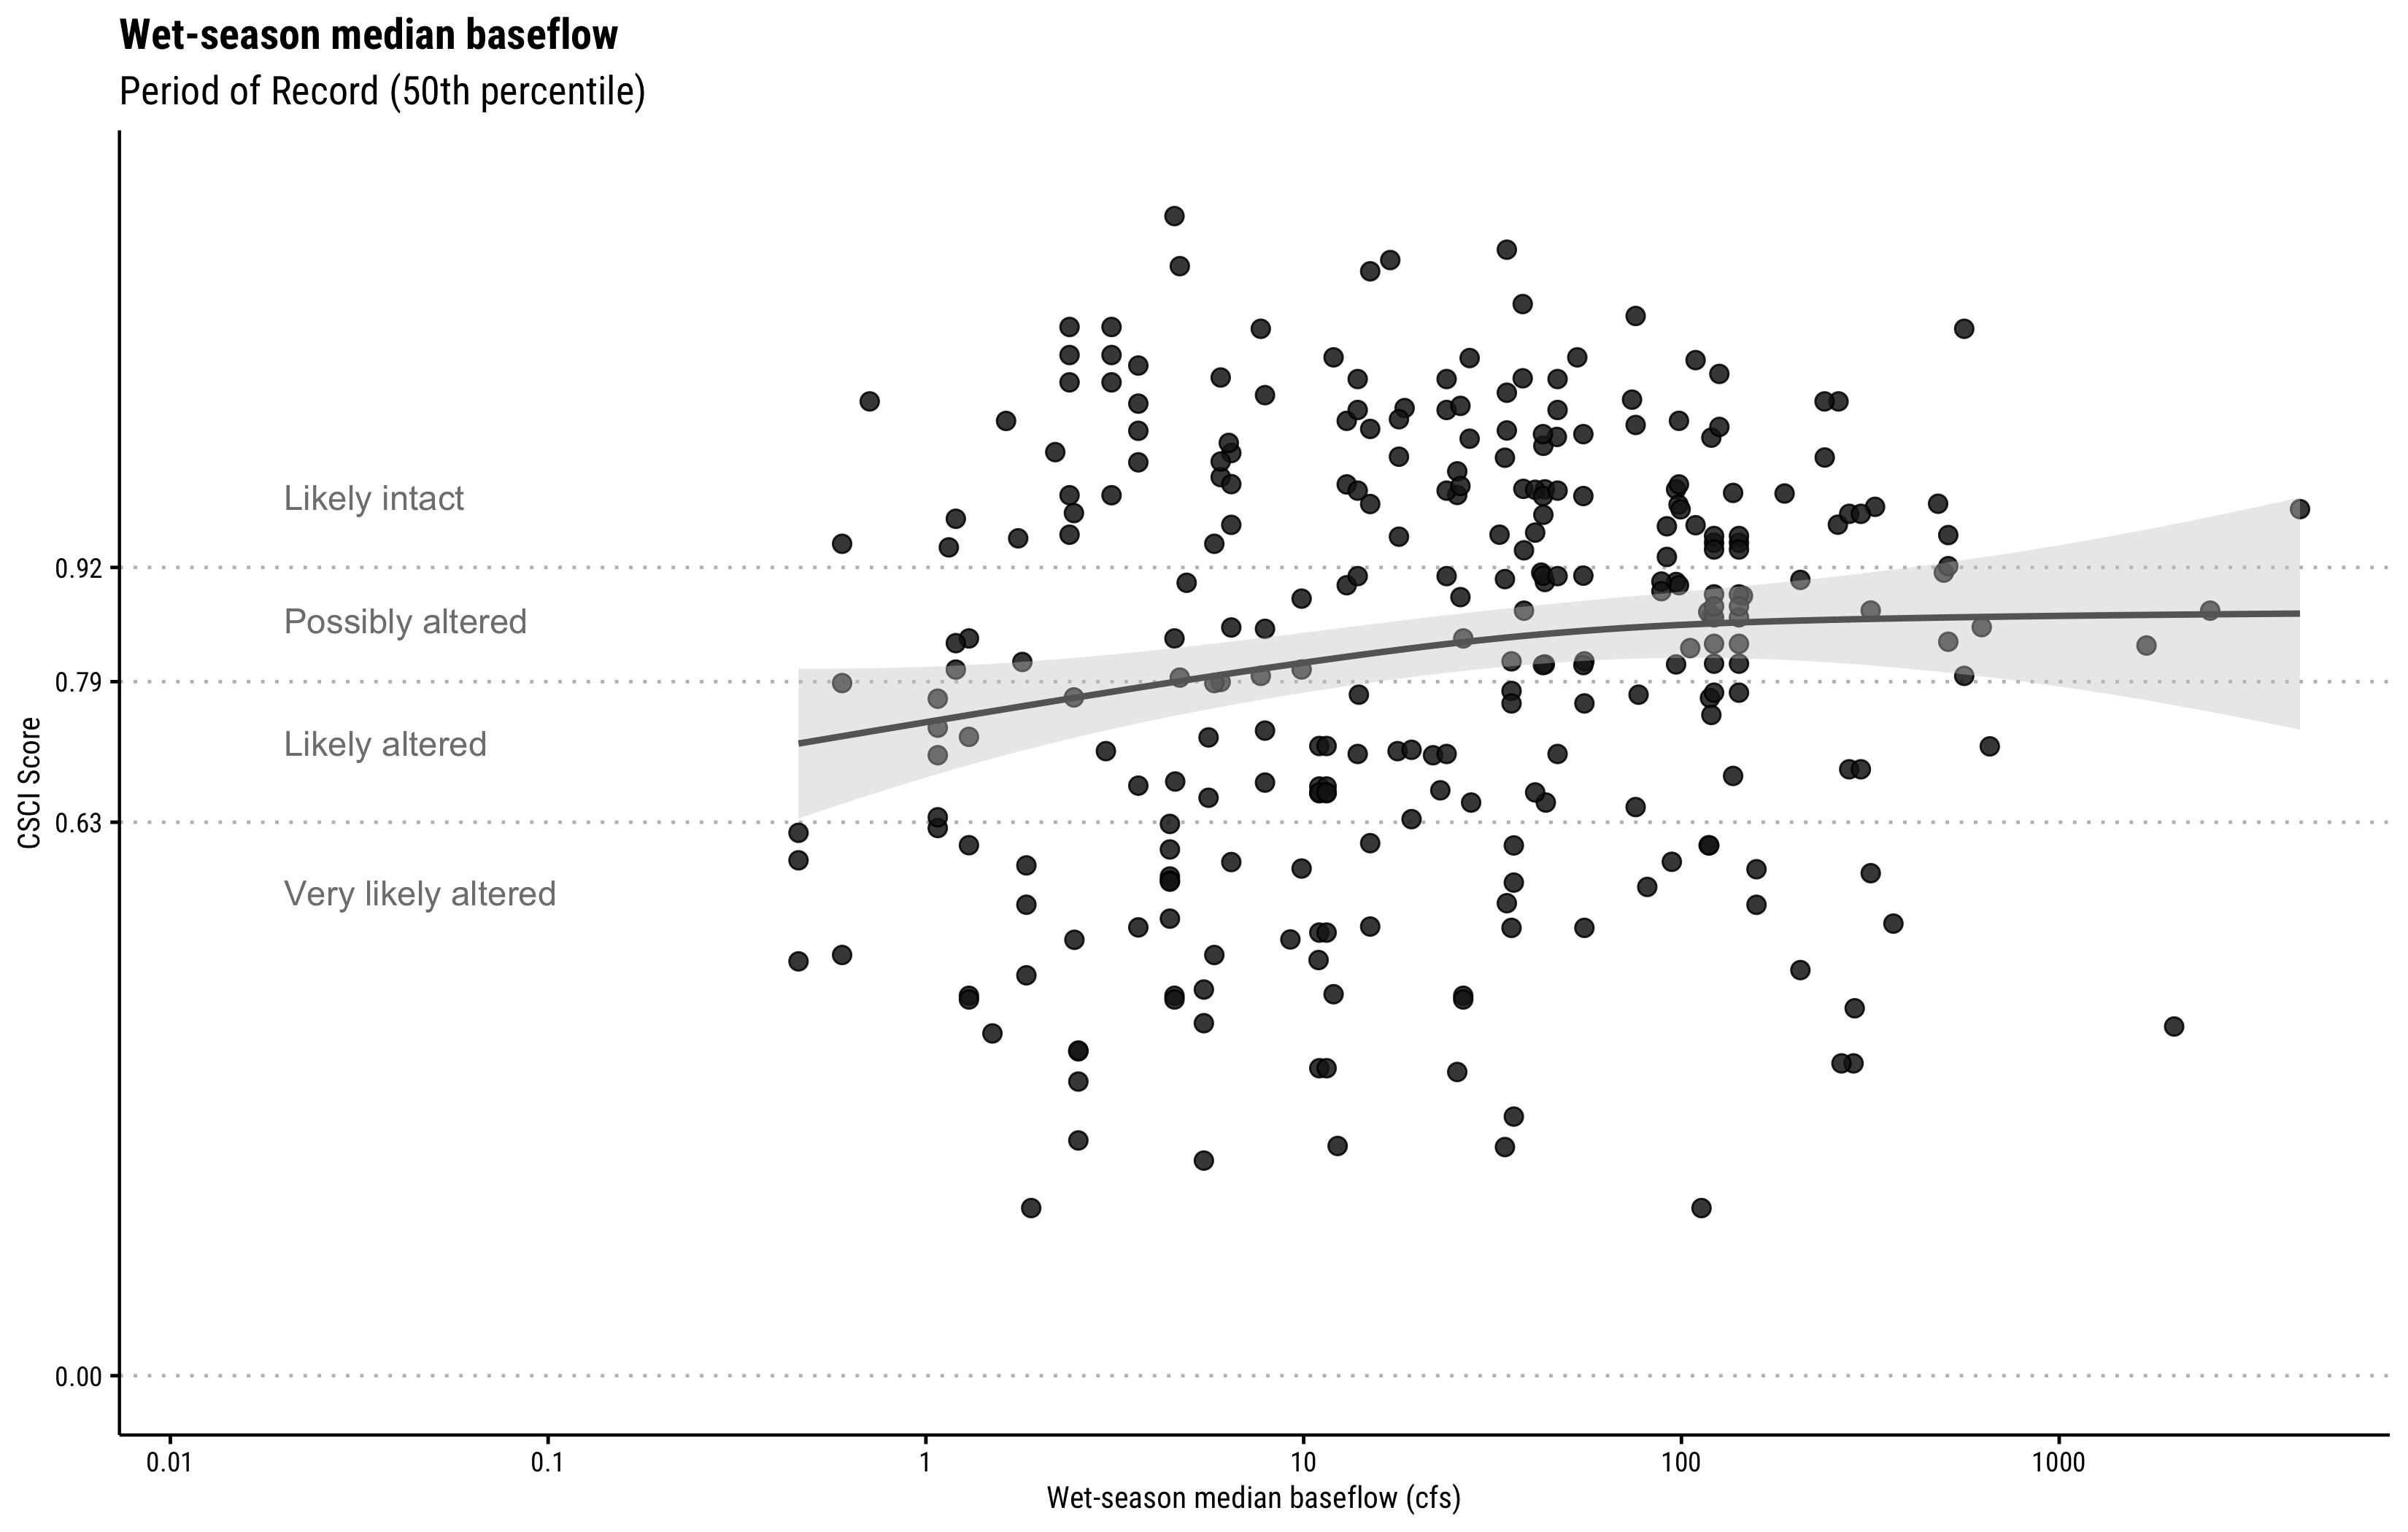 Wet-season median baseflow
Period of Record (50th percentile)
CSCI Score
Likely intact
0.92
Possibly altered
0.79
Likely altered
0.63
Very likely altered
0.00
0.01 0.1 1 10 100 1000
Wet-season median baseflow (cfs)